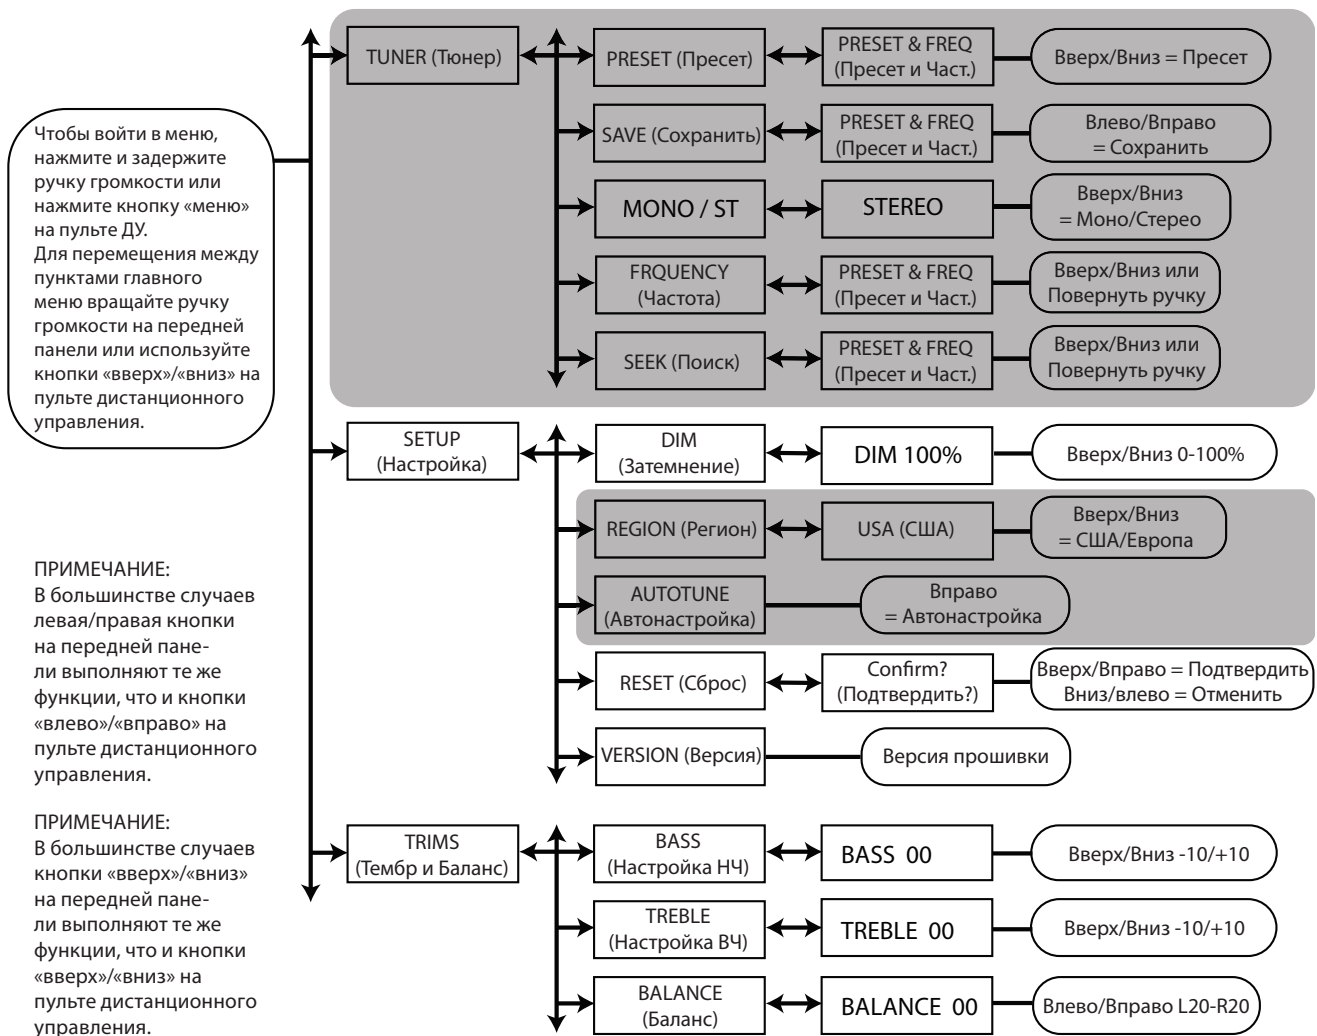 Чтобы войти в меню,
нажмите и задержите
ручку громкости или
нажмите кнопку «меню»
на пульте ДУ.
Для перемещения между
пунктами главного
меню вращайте ручку
громкости на передней
панели или используйте
кнопки «вверх»/«вниз» на
пульте дистанционного
управления.
ПРИМЕЧАНИЕ:
В большинстве случаев
левая/правая кнопки
на передней пане-
ли выполняют те же
функции, что и кнопки
«влево»/«вправо» на
пульте дистанционного
управления.
ПРИМЕЧАНИЕ:
В большинстве случаев
кнопки «вверх»/«вниз»
на передней пане-
ли выполняют те же
функции, что и кнопки
«вверх»/«вниз» на
пульте дистанционного
управления.
TUNER (Тюнер)
PRESET (Пресет)
PRESET & FREQ
(Пресет и Част.)
Вверх/Вниз = Пресет
SAVE (Сохранить)
PRESET & FREQ
(Пресет и Част.)
Влево/Вправо
= Сохранить
MONO / ST
STEREO
Вверх/Вниз
= Моно/Стерео
FRQUENCY
(Частота)
PRESET & FREQ
(Пресет и Част.)
Вверх/Вниз или
Повернуть ручку
SEEK (Поиск)
PRESET & FREQ
(Пресет и Част.)
Вверх/Вниз или
Повернуть ручку
SETUP
(Настройка)
DIM
(Затемнение)
DIM 100%
Вверх/Вниз 0-100%
REGION (Регион)
USA (США)
Вверх/Вниз
= США/Европа
AUTOTUNE
(Автонастройка)
Вправо
= Автонастройка
RESET (Сброс)
Confirm?
(Подтвердить?)
Вверх/Вправо = Подтвердить
Вниз/влево = Отменить
VERSION (Версия)
Версия прошивки
TRIMS
(Тембр и Баланс)
BASS
(Настройка НЧ)
BASS 00
Вверх/Вниз -10/+10
TREBLE
(Настройка ВЧ)
TREBLE 00
Вверх/Вниз -10/+10
BALANCE
(Баланс)
BALANCE 00
Влево/Вправо L20-R20